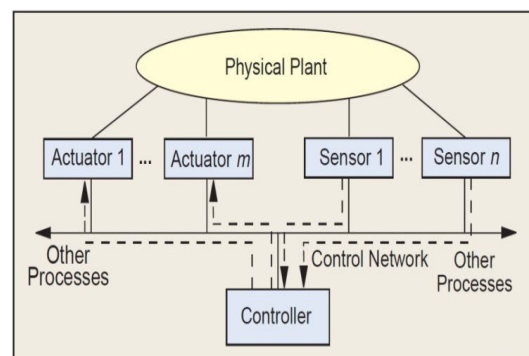 Physical Plant
Actuator 1 ... Actuator m Sensor 1 ... Sensor n
Other
Processes
Control Network
Other
Processes
Controller